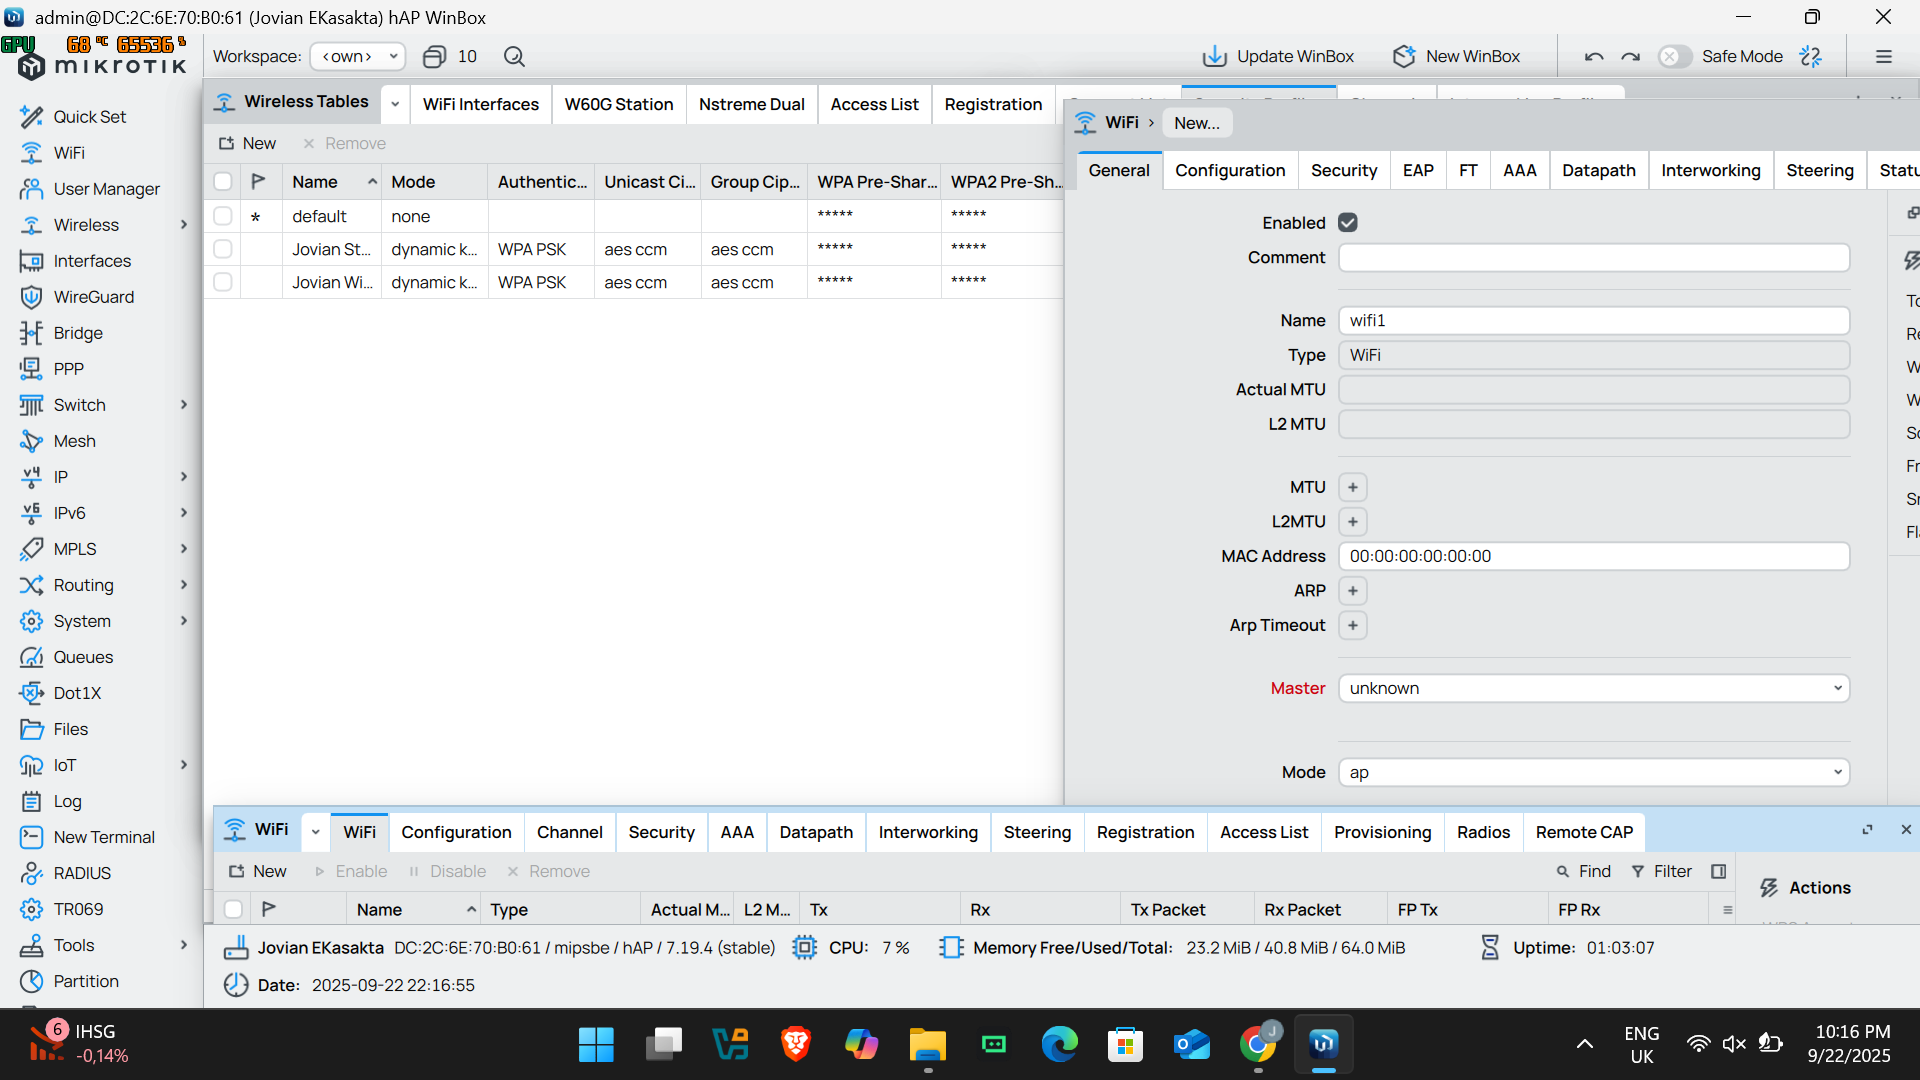 admin@DC:2C:6E:70:B0:61 (Jovian EKasakta) hAP WinBox
GPU 68 °C 65536 %
mikrotik
Workspace: <own> 10
Update WinBox New WinBox Safe Mode
Quick Set
WiFi
User Manager
Wireless
Interfaces
WireGuard
Bridge
PPP
Switch
Mesh
IP
IPv6
MPLS
Routing
System
Queues
Dot1X
Files
IoT
Log
New Terminal
RADIUS
TR069
Tools
Partition
Wireless Tables WiFi Interfaces W60G Station Nstreme Dual Access List Registration
New Remove
Name Mode Authentic... Unicast Ci... Group Cip... WPA Pre-Shar... WPA2 Pre-Sh...
* default none ***** *****
Jovian St... dynamic k... WPA PSK aes ccm aes ccm ***** *****
Jovian Wi... dynamic k... WPA PSK aes ccm aes ccm ***** *****
WiFi > New...
General Configuration Security EAP FT AAA Datapath Interworking Steering Statu
Enabled
Comment
Name wifi1
Type WiFi
Actual MTU
L2 MTU
MTU +
L2MTU +
MAC Address 00:00:00:00:00:00
ARP +
Arp Timeout +
Master unknown
Mode ap
WiFi WiFi Configuration Channel Security AAA Datapath Interworking Steering Registration Access List Provisioning Radios Remote CAP
New Enable Disable Remove Find Filter
Actions
Name Type Actual M... L2 M... Tx Rx Tx Packet Rx Packet FP Tx FP Rx
Jovian EKasakta DC:2C:6E:70:B0:61 / mipsbe / hAP / 7.19.4 (stable) CPU: 7 % Memory Free/Used/Total: 23.2 MiB / 40.8 MiB / 64.0 MiB Uptime: 01:03:07
Date: 2025-09-22 22:16:55
6 IHSG
-0,14%
J
ENG
UK
10:16 PM
9/22/2025